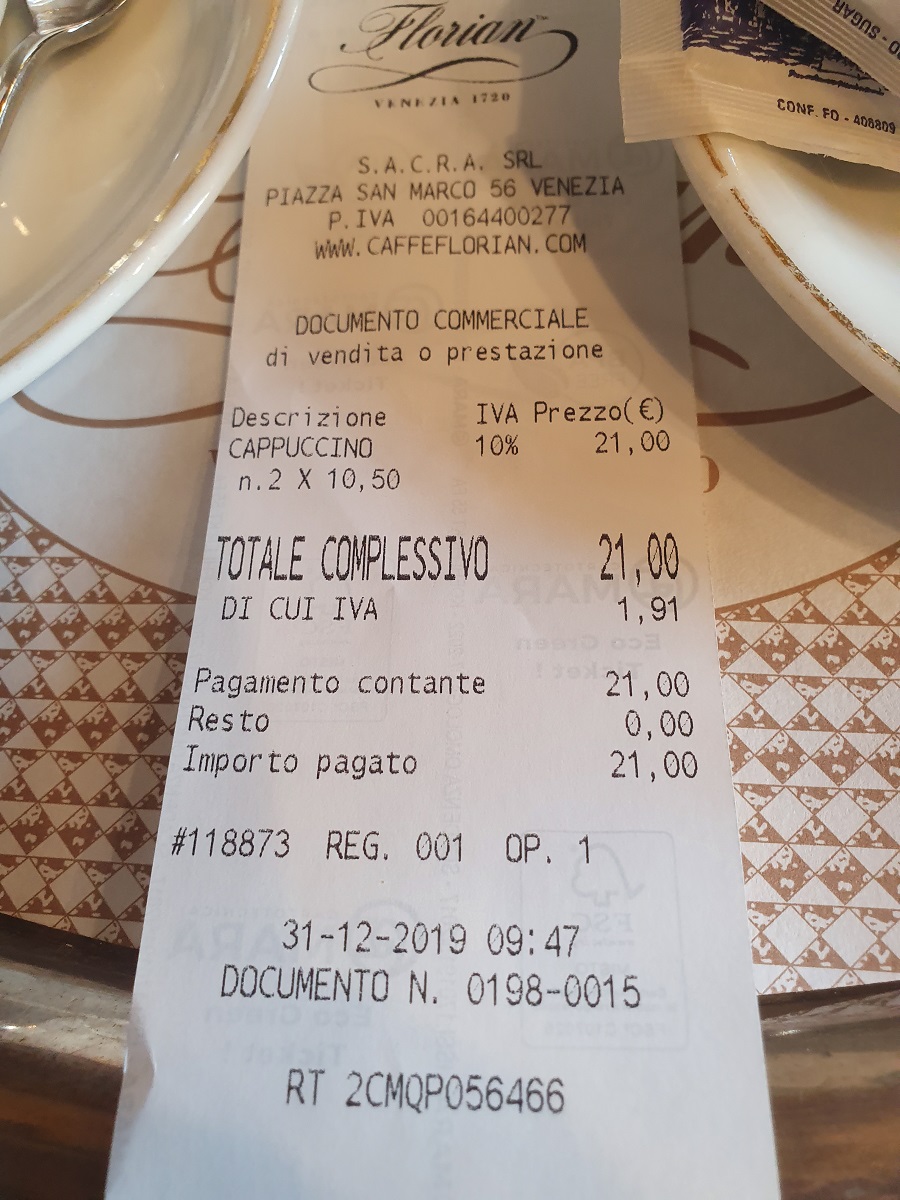 Florian
VENEZIA 1720
S.A.C.R.A. SRL
PIAZZA SAN MARCO 56 VENEZIA
P.IVA 00164400277
WWW.CAFFEFLORIAN.COM
DOCUMENTO COMMERCIALE
di vendita o prestazione
Descrizione IVA Prezzo(€)
CAPPUCCINO 10% 21,00
n.2 X 10,50
TOTALE COMPLESSIVO 21,00
DI CUI IVA 1,91
Pagamento contante 21,00
Resto 0,00
Importo pagato 21,00
#118873 REG. 001 OP. 1
31-12-2019 09:47
DOCUMENTO N. 0198-0015
RT 2CMQP056466
CONF. FO - 408809
O - SUGAR